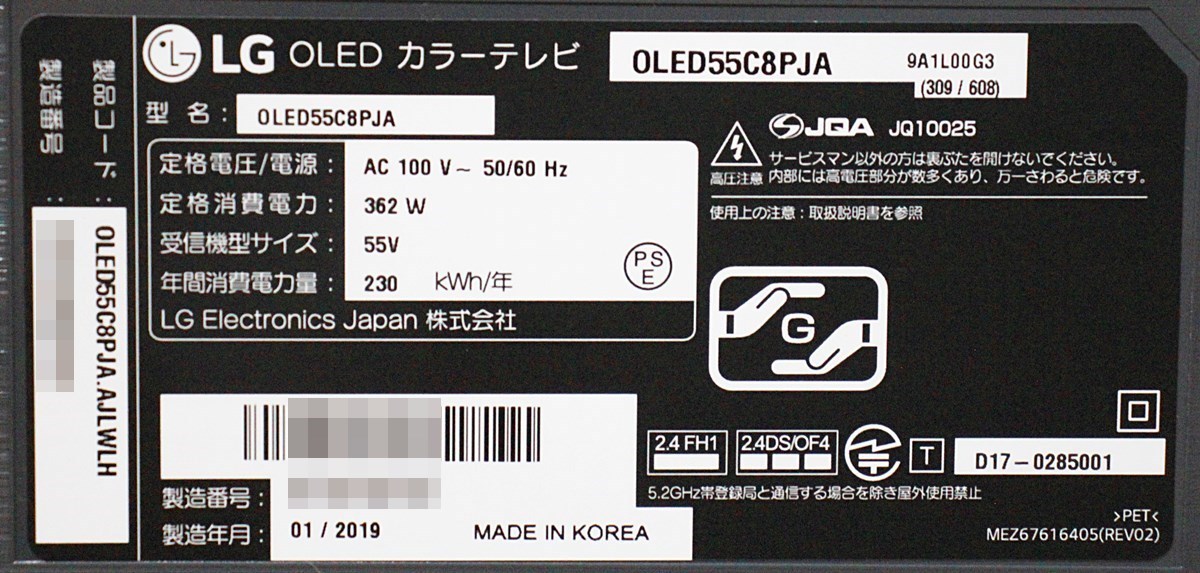 製品コード :
製造番号 :
OLED55C8PJA.AJLWLH
LG OLED カラーテレビ
OLED55C8PJA
9A1L00G3
(309 / 608)
型 名 : OLED55C8PJA
定格電圧/電源 : AC 100 V～ 50/60 Hz
定格消費電力 : 362 W
受信機型サイズ : 55V
年間消費電力量 : 230 kWh/年
PS
E
LG Electronics Japan 株式会社
JQA JQ10025
高圧注意
サービスマン以外の方は裏ぶたを開けないでください。
内部には高電圧部分が数多くあり、万一さわると危険です。
使用上の注意 : 取扱説明書を参照
G
製造番号 :
製造年月 : 01 / 2019 MADE IN KOREA
2.4 FH1
2.4DS/OF4
T D17-0285001
5.2GHz帯登録局と通信する場合を除き屋外使用禁止
>PET<
MEZ67616405(REV02)